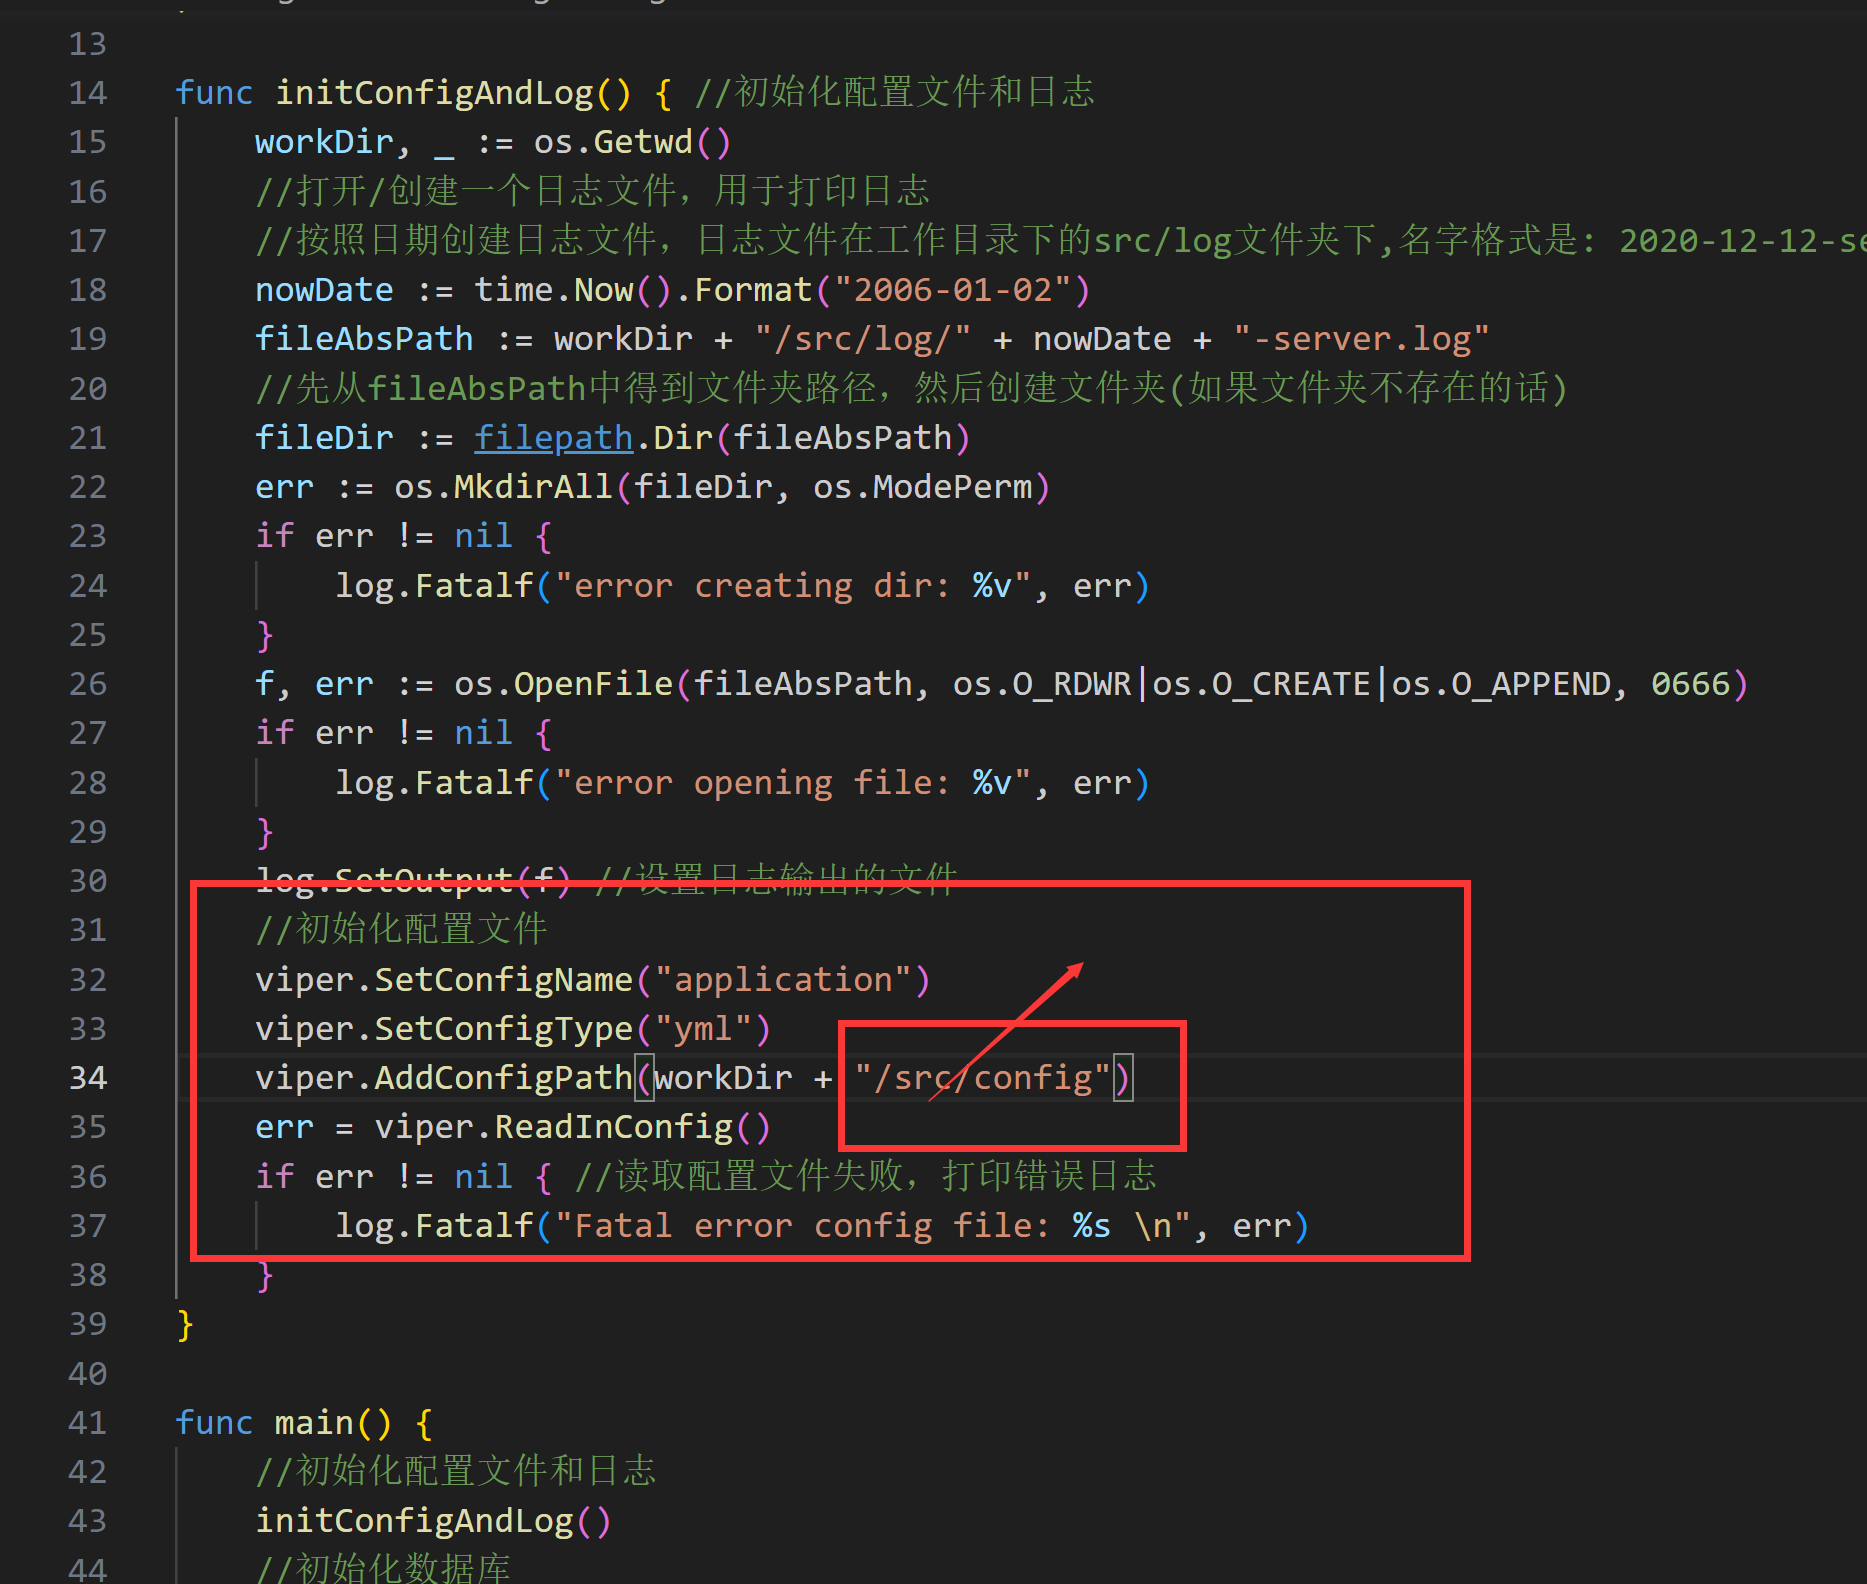 13
14 func initConfigAndLog() { //初始化配置文件和日志
15 workDir, _ := os.Getwd()
16 //打开/创建一个日志文件，用于打印日志
17 //按照日期创建日志文件，日志文件在工作目录下的src/log文件夹下,名字格式是: 2020-12-12-se
18 nowDate := time.Now().Format("2006-01-02")
19 fileAbsPath := workDir + "/src/log/" + nowDate + "-server.log"
20 //先从fileAbsPath中得到文件夹路径，然后创建文件夹(如果文件夹不存在的话)
21 fileDir := filepath.Dir(fileAbsPath)
22 err := os.MkdirAll(fileDir, os.ModePerm)
23 if err != nil {
24 log.Fatalf("error creating dir: %v", err)
25 }
26 f, err := os.OpenFile(fileAbsPath, os.O_RDWR|os.O_CREATE|os.O_APPEND, 0666)
27 if err != nil {
28 log.Fatalf("error opening file: %v", err)
29 }
30 log.SetOutput(f) //设置日志输出的文件
31 //初始化配置文件
32 viper.SetConfigName("application")
33 viper.SetConfigType("yml")
34 viper.AddConfigPath(workDir + "/src/config")
35 err = viper.ReadInConfig()
36 if err != nil { //读取配置文件失败，打印错误日志
37 log.Fatalf("Fatal error config file: %s \n", err)
38 }
39 }
40
41 func main() {
42 //初始化配置文件和日志
43 initConfigAndLog()
44 //初始化数据库